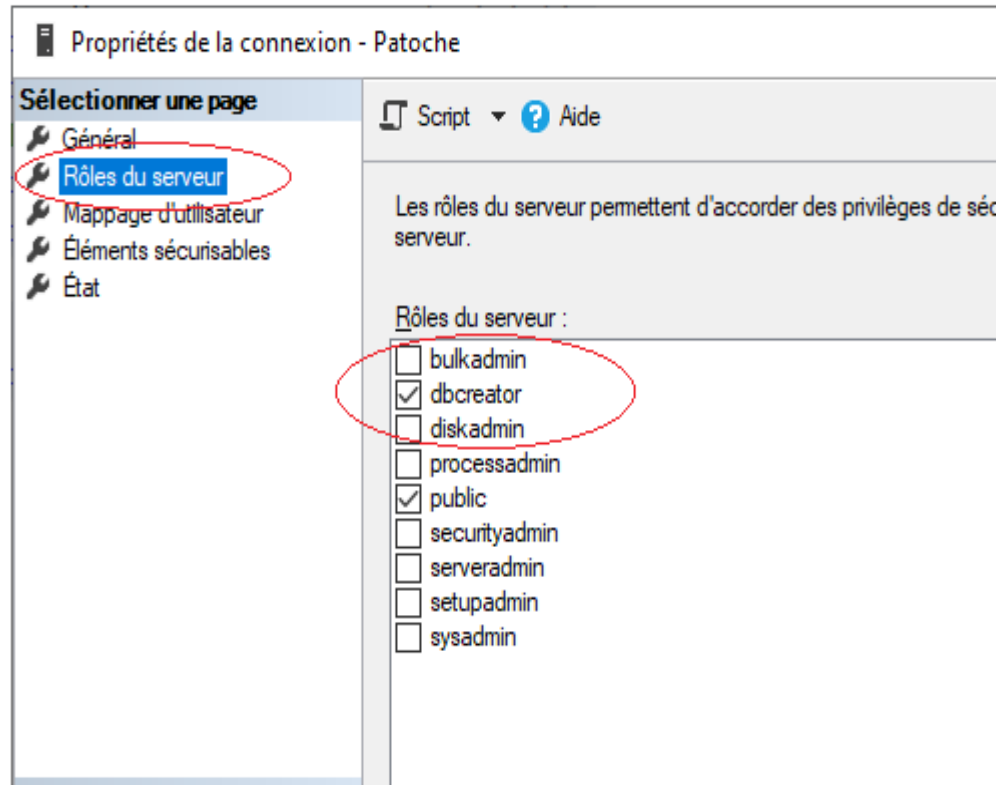 Propriétés de la connexion - Patoche
Sélectionner une page
Général
Rôles du serveur
Mappage d'utilisateur
Éléments sécurisables
État
Script
Aide
Les rôles du serveur permettent d'accorder des privilèges de séc
serveur.
Rôles du serveur :
bulkadmin
dbcreator
diskadmin
processadmin
public
securityadmin
serveradmin
setupadmin
sysadmin